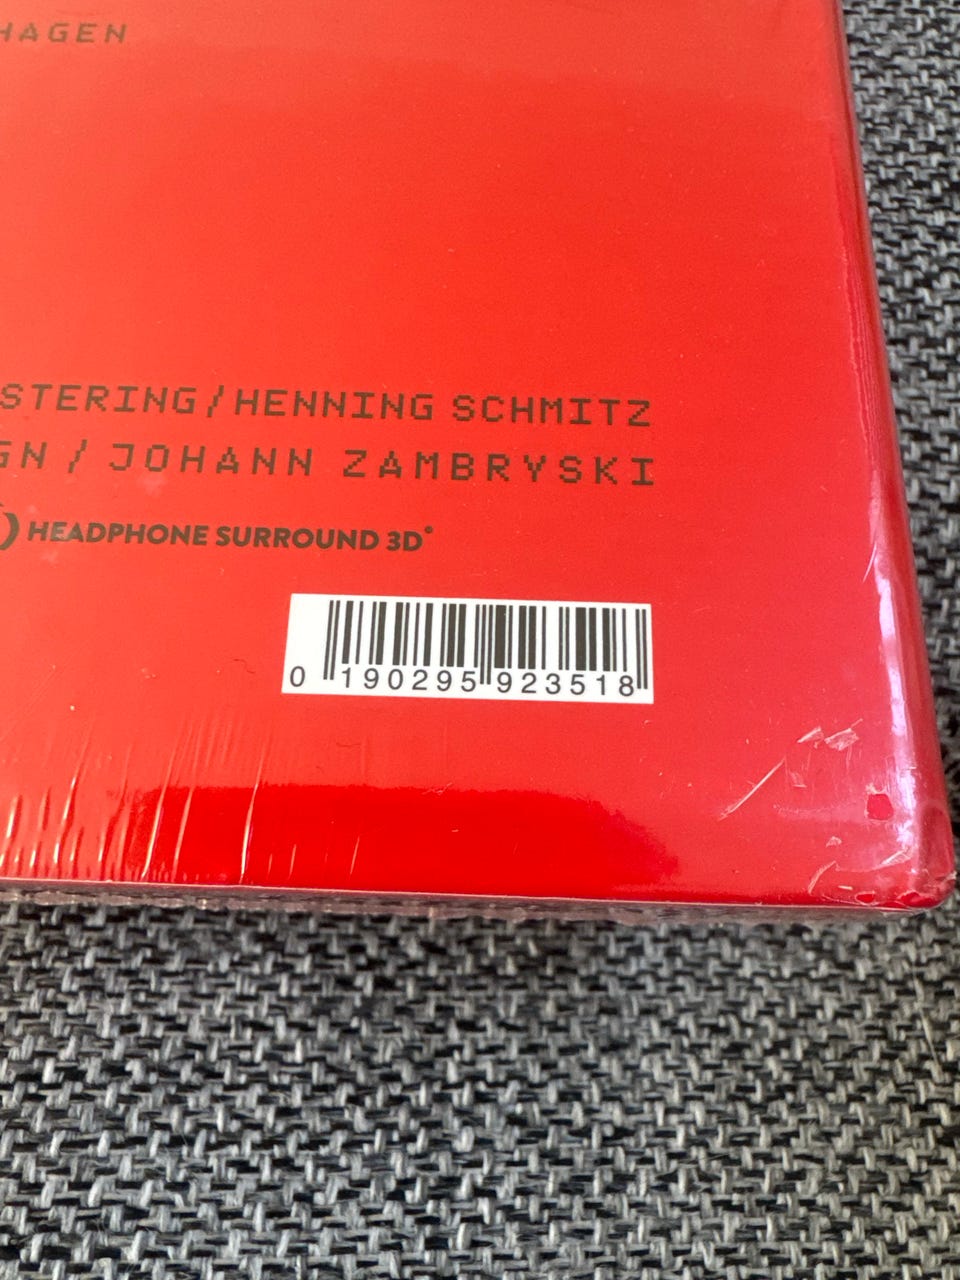 HAGEN
STERING/HENNING SCHMITZ
GN / JOHANN ZAMBRYSKI
HEADPHONE SURROUND 3D®
0 190295 923518